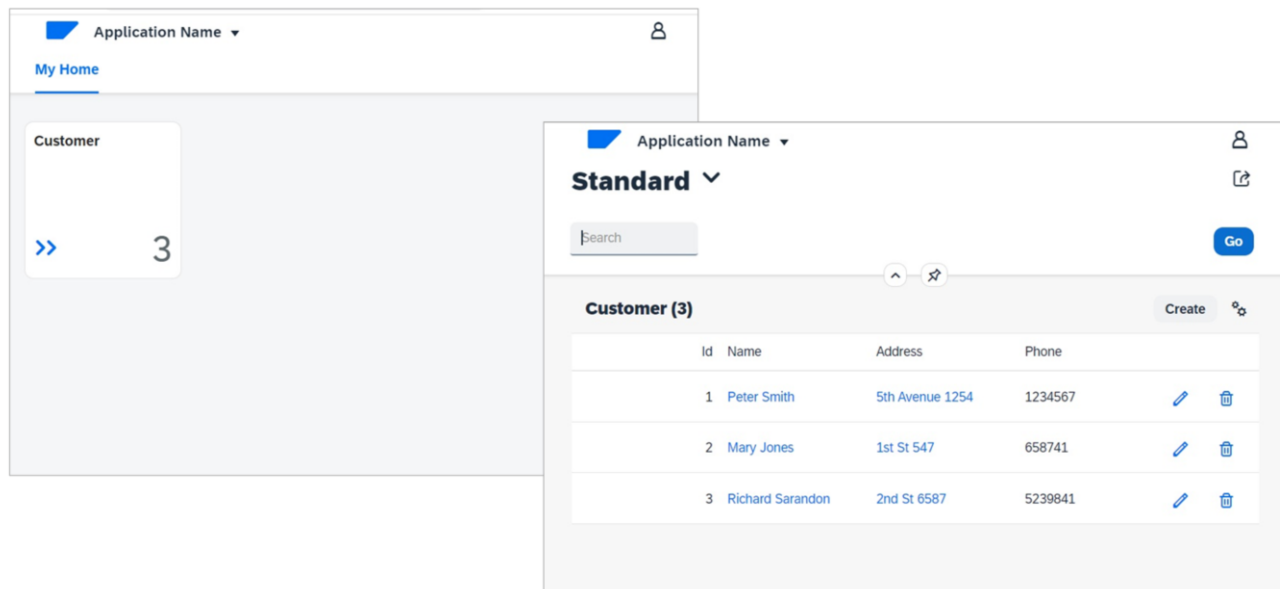 Application Name
My Home
Customer
3
Application Name
Standard
Search
Go
Customer (3)
Create
Id Name Address Phone
1 Peter Smith 5th Avenue 1254 1234567
2 Mary Jones 1st St 547 658741
3 Richard Sarandon 2nd St 6587 5239841